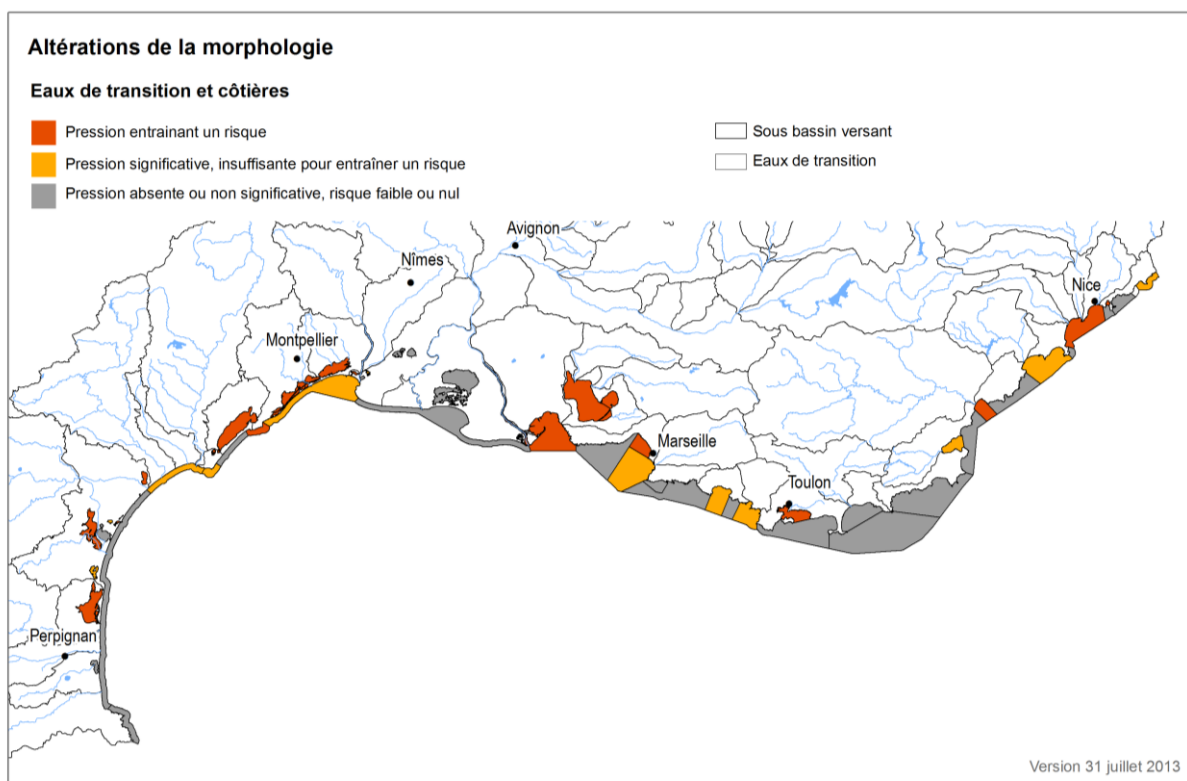 Altérations de la morphologie
Eaux de transition et côtières
Pression entrainant un risque
Pression significative, insuffisante pour entraîner un risque
Pression absente ou non significative, risque faible ou nul
Sous bassin versant
Eaux de transition
Avignon
Nîmes
Nice
Montpellier
Marseille
Toulon
Perpignan
Version 31 juillet 2013